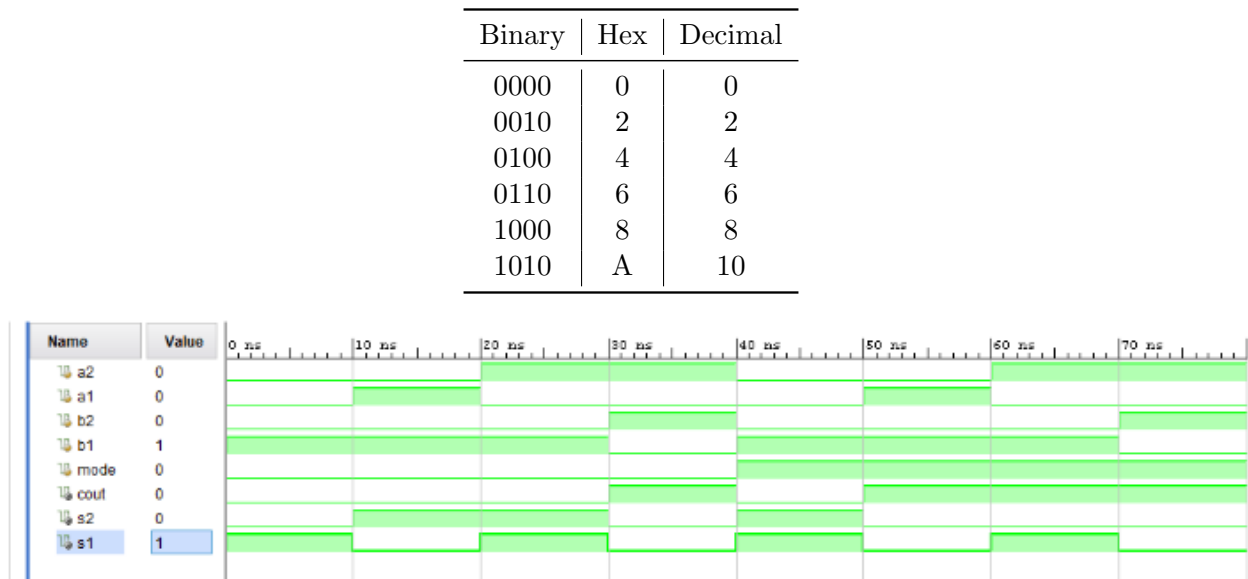 Binary Hex Decimal
0000 0 0
0010 2 2
0100 4 4
0110 6 6
1000 8 8
1010 A 10
Name Value 0 ns 10 ns 20 ns 30 ns 40 ns 50 ns 60 ns 70 ns
a2 0
a1 0
b2 0
b1 1
mode 0
cout 0
s2 0
s1 1